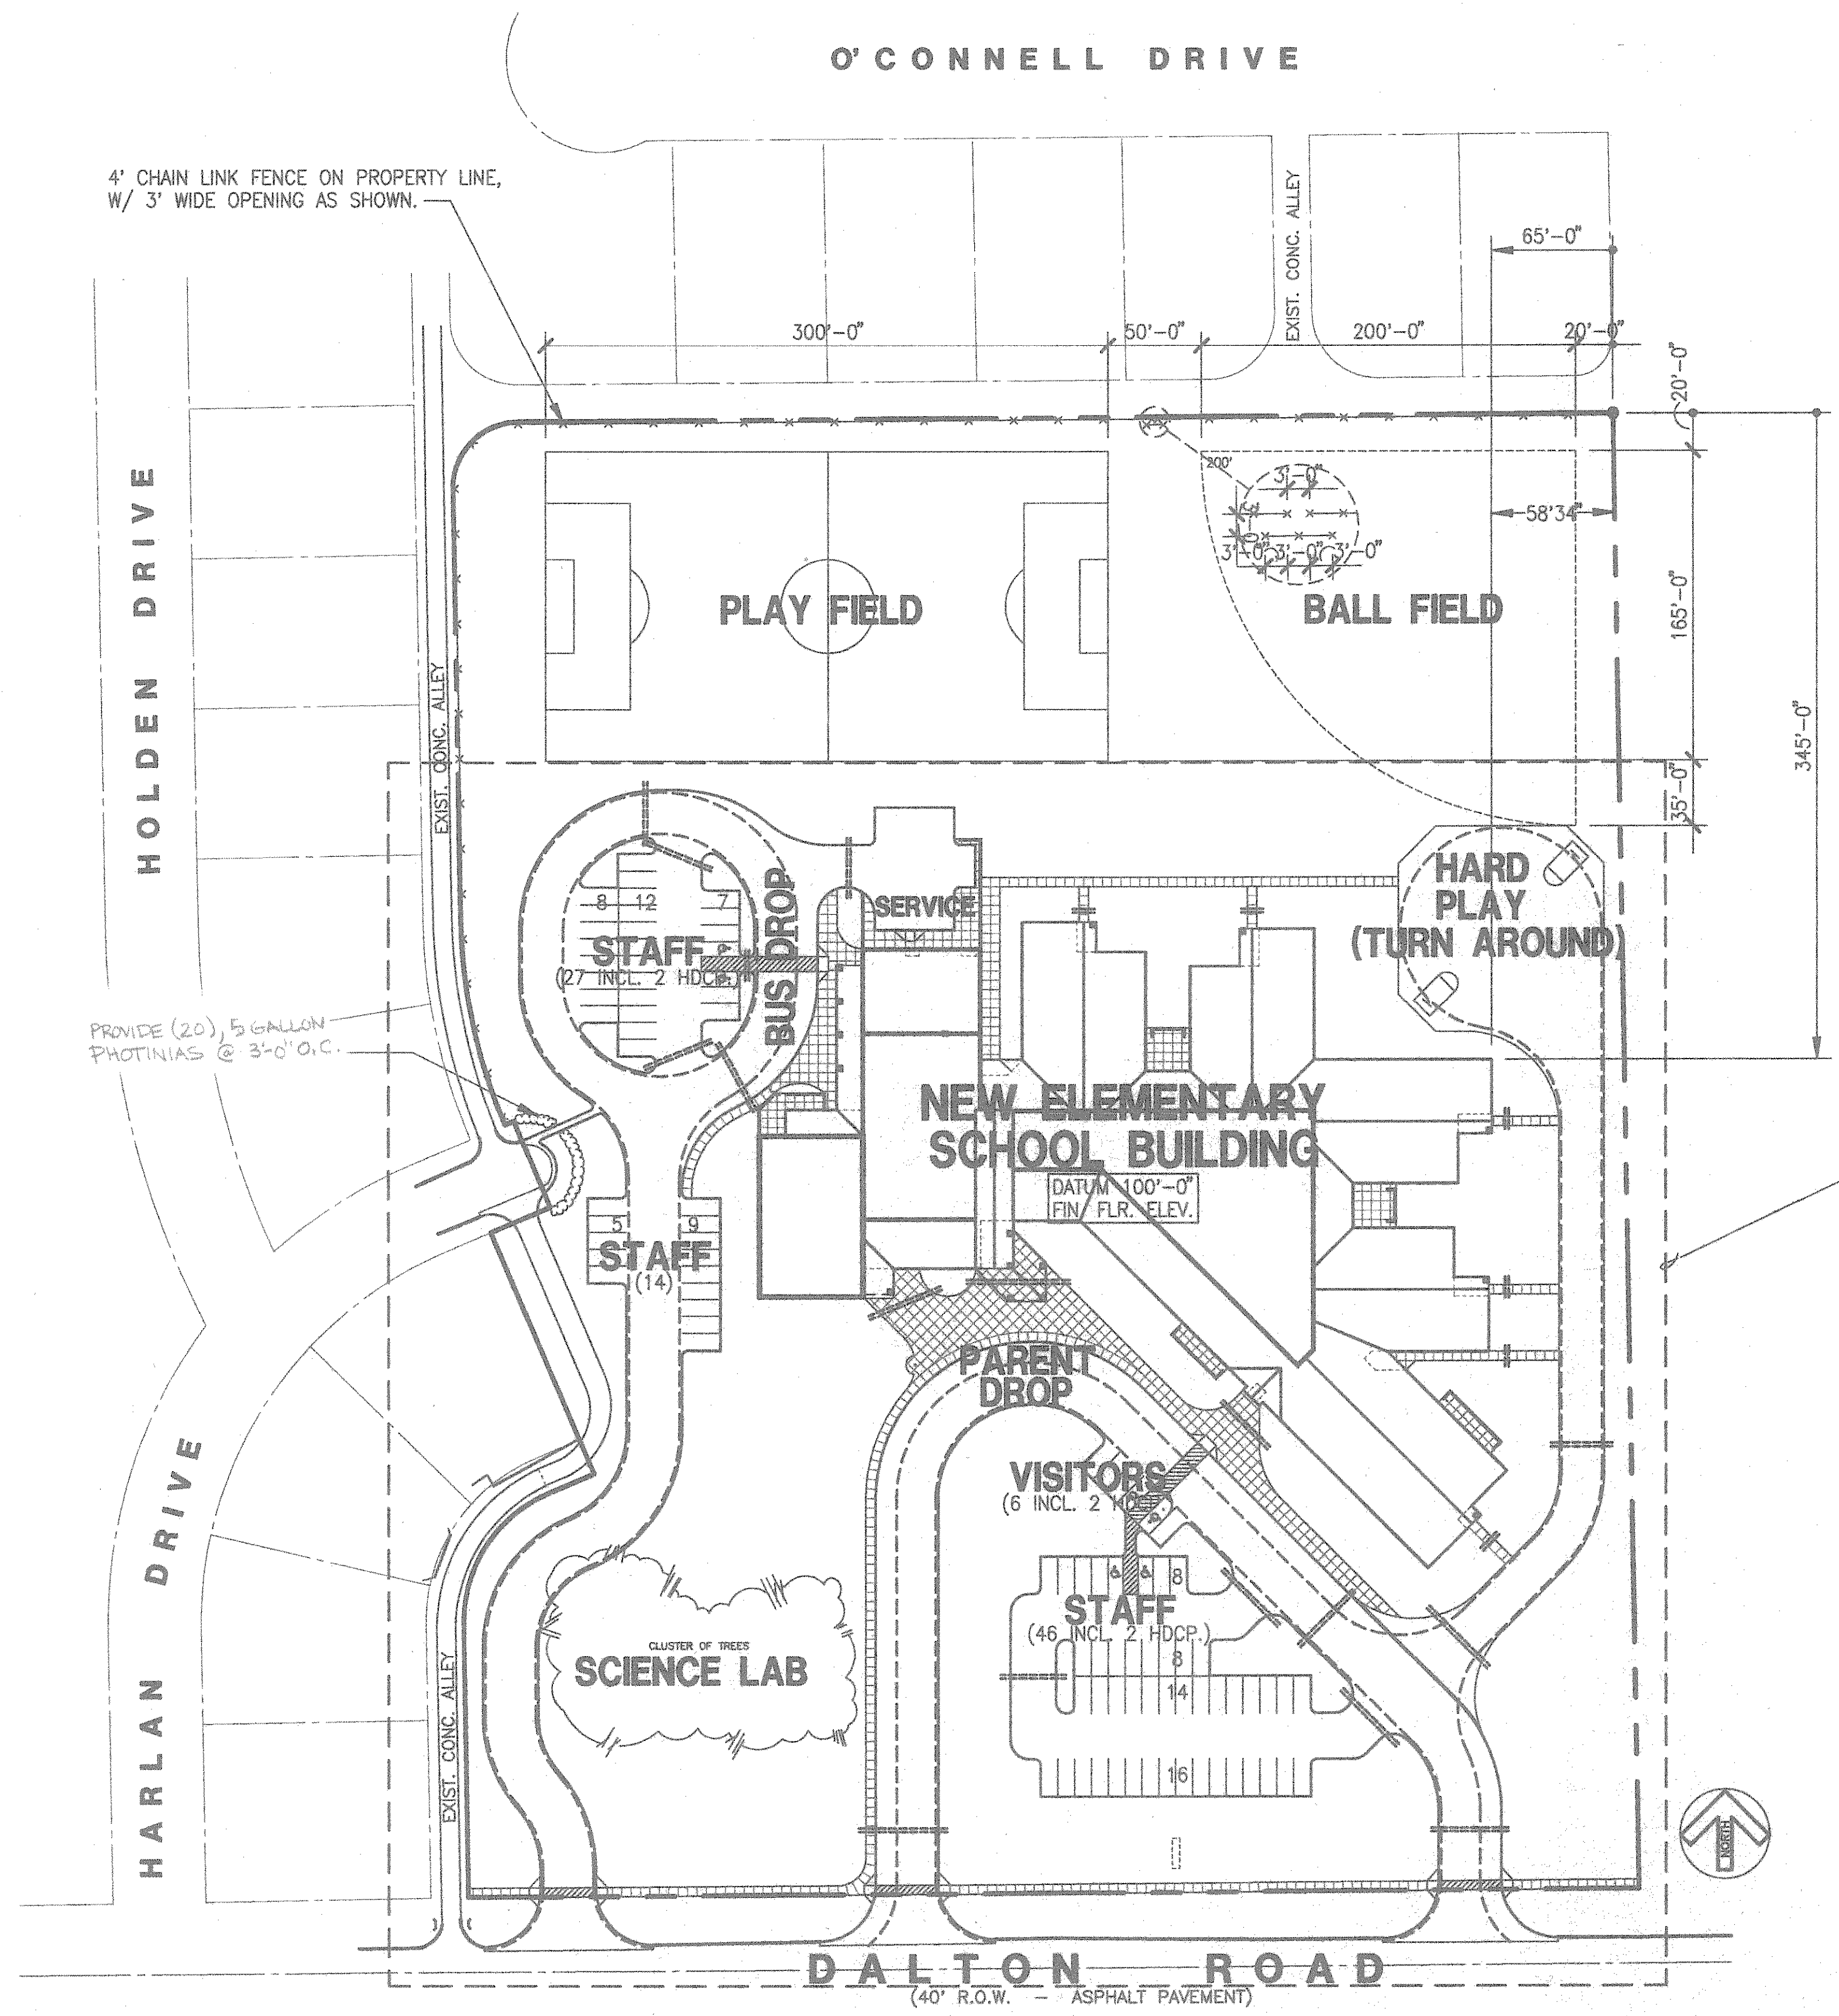 O'CONNELL DRIVE
4' CHAIN LINK FENCE ON PROPERTY LINE,
W/ 3' WIDE OPENING AS SHOWN.
EXIST. CONC. ALLEY
65'-0"
300'-0"
50'-0"
200'-0"
20'-0"
20'-0"
HOLDEN DRIVE
200'
3'-0"
3'-0"
3'-0"
3'-0"
3'-0"
58'34"
PLAY FIELD
BALL FIELD
165'-0"
345'-0"
35'-0"
EXIST. CONC. ALLEY
8
12
7
STAFF
(27 INCL. 2 HDCP.)
BUS DROP
SERVICE
HARD
PLAY
(TURN AROUND)
PROVIDE (20), 5 GALLON
PHOTINIAS @ 3'-0" O.C.
NEW ELEMENTARY
SCHOOL BUILDING
DATUM 100'-0"
FIN. FLR. ELEV.
5
9
STAFF
(14)
PARENT
DROP
VISITORS
(6 INCL. 2 HDCP.)
8
STAFF
(46 INCL. 2 HDCP.)
8
14
16
CLUSTER OF TREES
SCIENCE LAB
HARLAN DRIVE
EXIST. CONC. ALLEY
NORTH
DALTON ROAD
(40' R.O.W. - ASPHALT PAVEMENT)